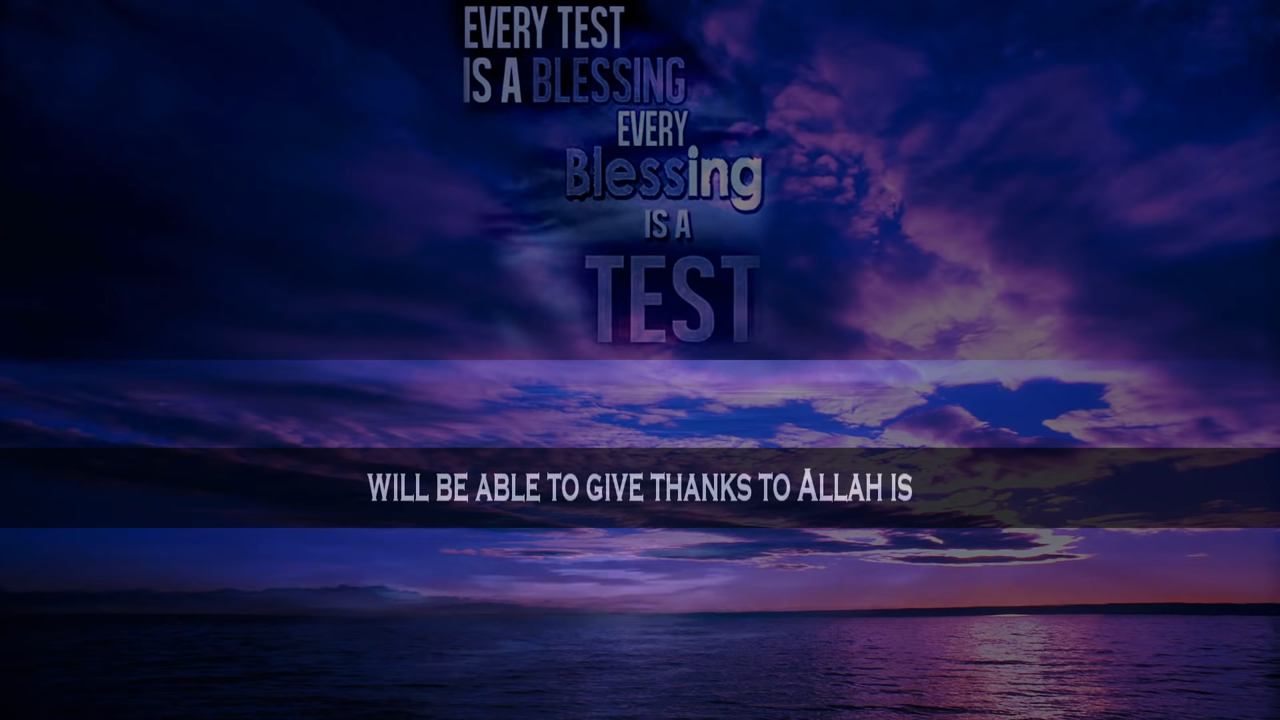 EVERY TEST
IS A BLESSING
EVERY
Blessing
IS A
TEST
WILL BE ABLE TO GIVE THANKS TO ALLAH IS